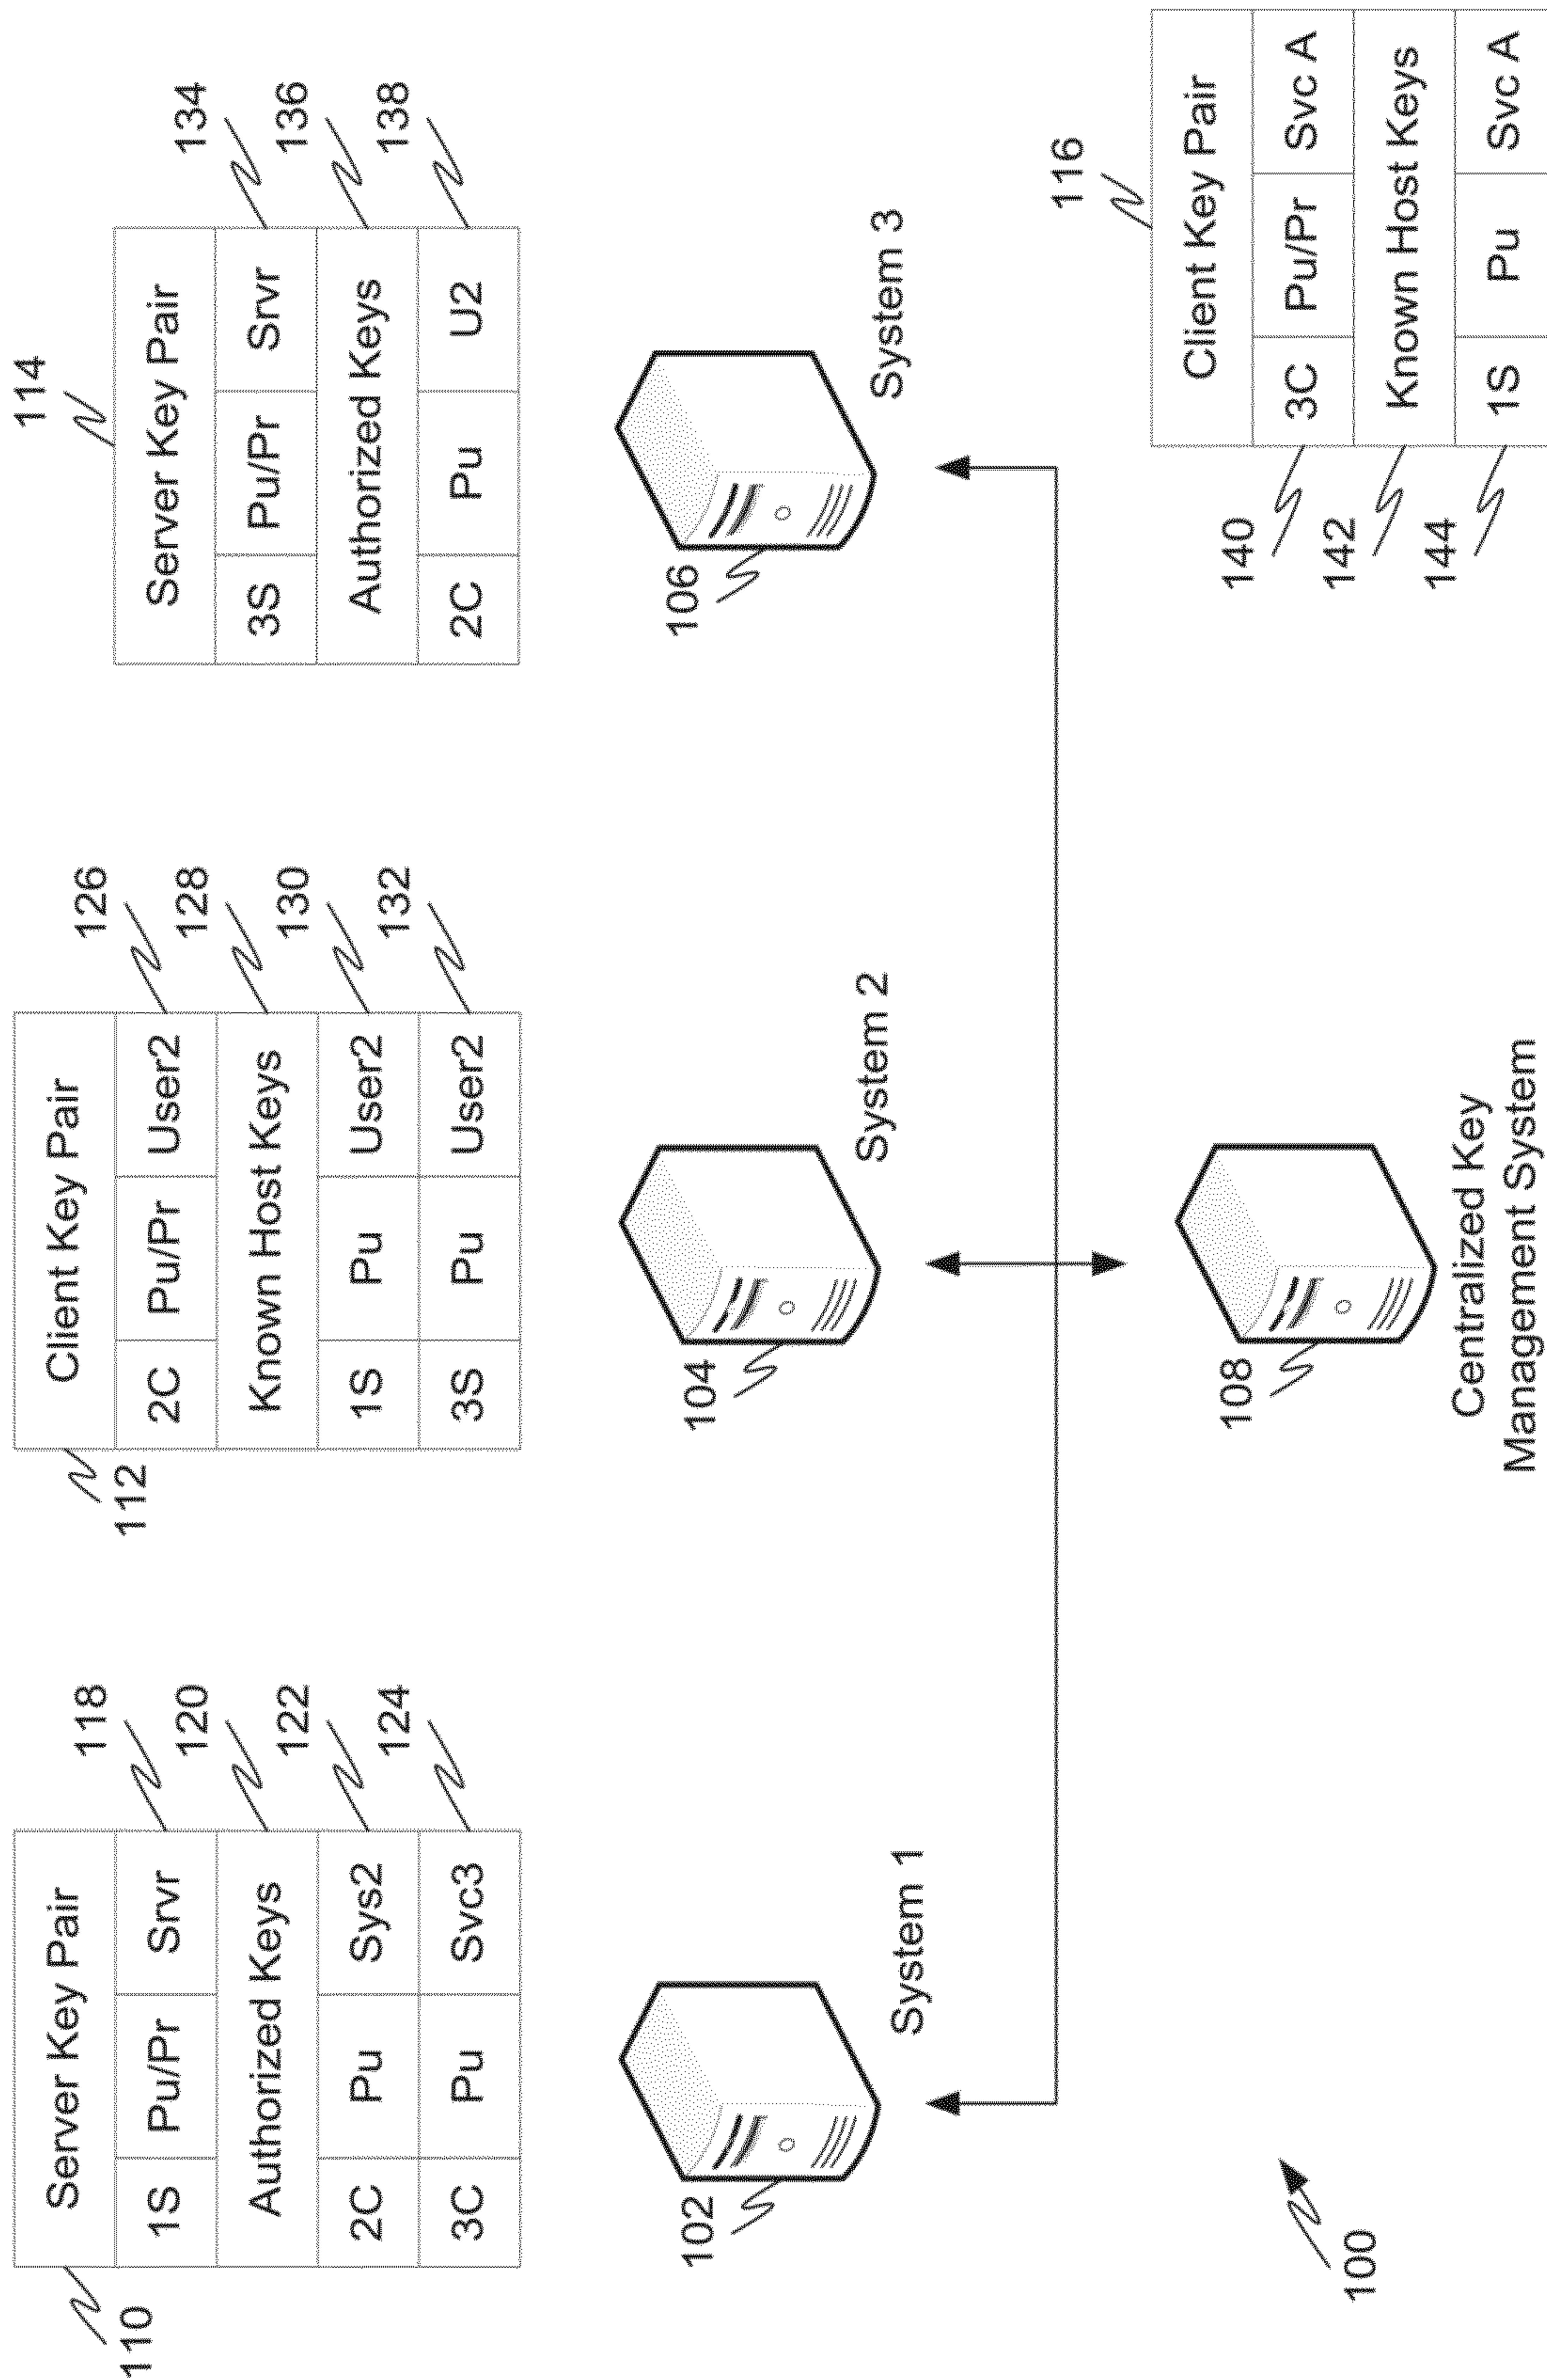 110
Server Key Pair
1S Pu/Pr Srvr
118
Authorized Keys
120
2C Pu Sys2
122
3C Pu Svc3
124
112
Client Key Pair
2C Pu/Pr User2
126
Known Host Keys
128
1S Pu User2
130
3S Pu User2
132
114
Server Key Pair
3S Pu/Pr Srvr
134
Authorized Keys
136
2C Pu U2
138
102
System 1
104
System 2
106
System 3
108
Centralized Key
Management System
116
Client Key Pair
140
3C Pu/Pr Svc A
142
Known Host Keys
144
1S Pu Svc A
100